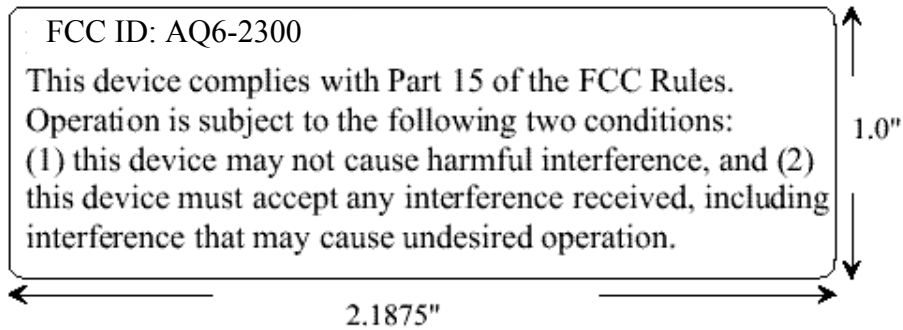 FCC ID: AQ6-2300
This device complies with Part 15 of the FCC Rules.
Operation is subject to the following two conditions:
(1) this device may not cause harmful interference, and (2)
this device must accept any interference received, including
interference that may cause undesired operation.
1.0"
2.1875"